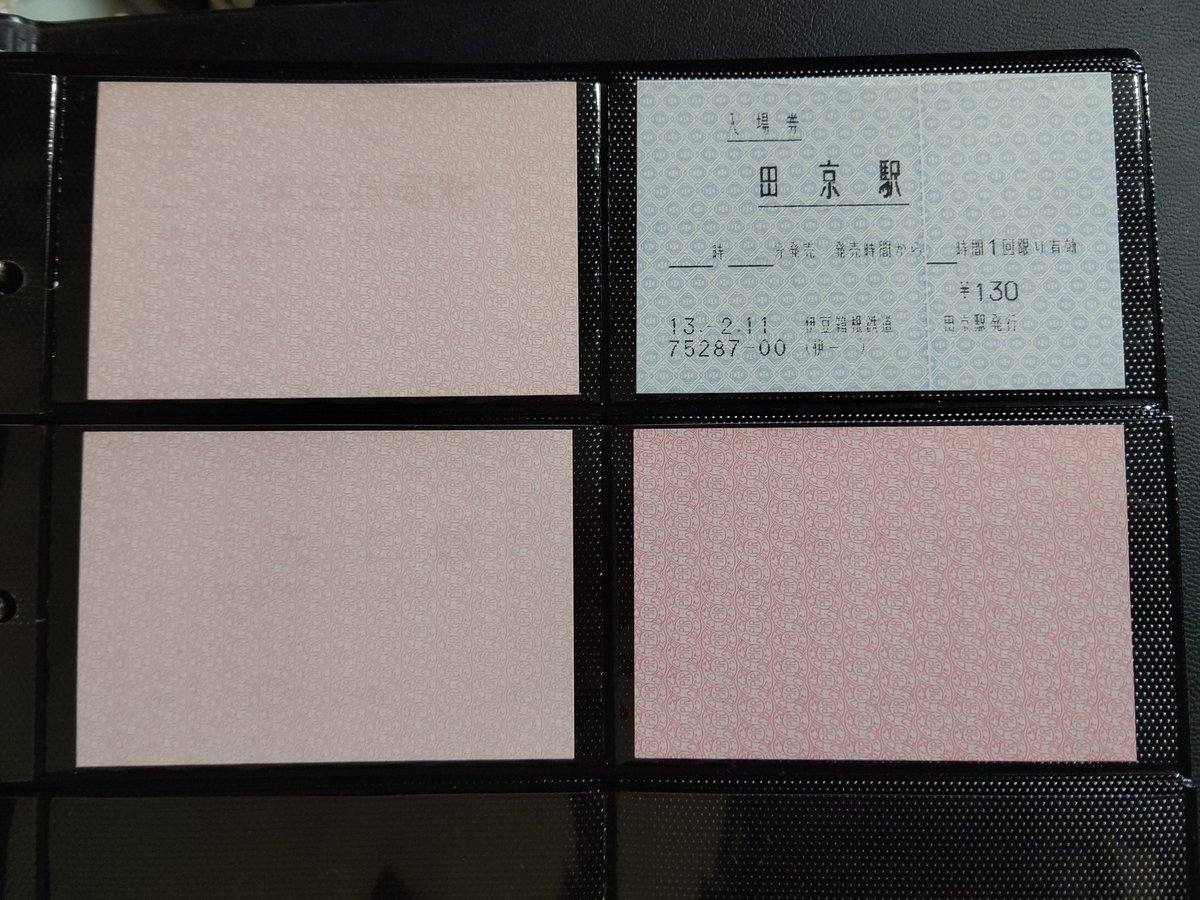 入場券
田京駅
時 分発売 発売時間から 時間1回限り有効
¥130
13.-2.11 伊豆箱根鉄道 田京駅発行
75287-00 (伊- )